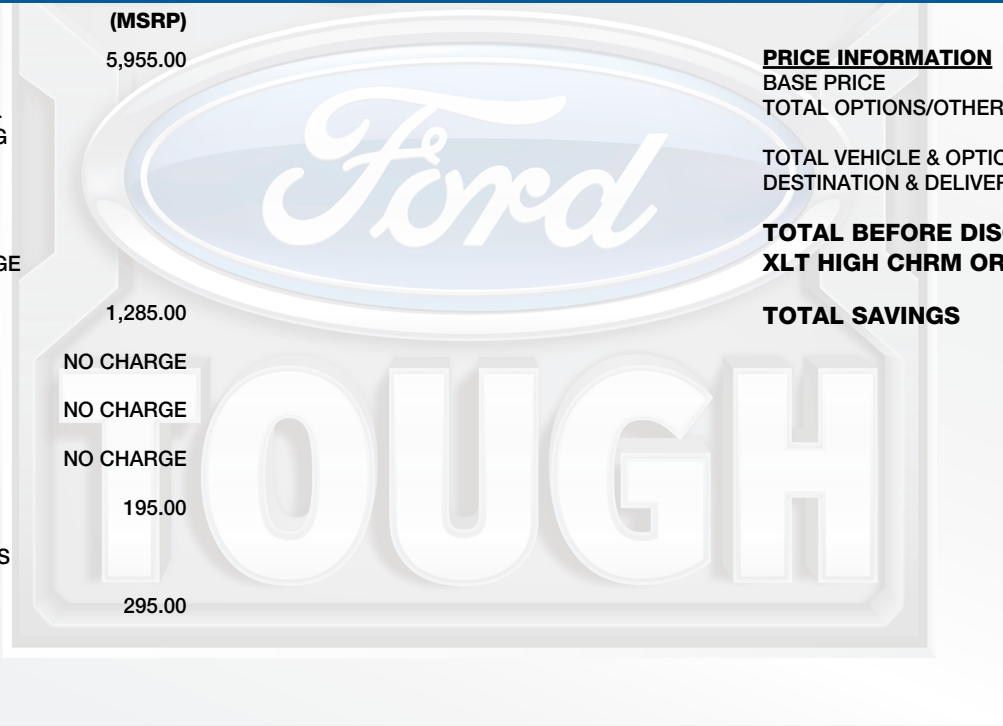 (MSRP)
5,955.00
G
GE
1,285.00
NO CHARGE
NO CHARGE
NO CHARGE
195.00
S
295.00
PRICE INFORMATION
BASE PRICE
TOTAL OPTIONS/OTHER
TOTAL VEHICLE & OPTIO
DESTINATION & DELIVER
TOTAL BEFORE DIS
XLT HIGH CHRM OR
TOTAL SAVINGS
Ford
TOUGH